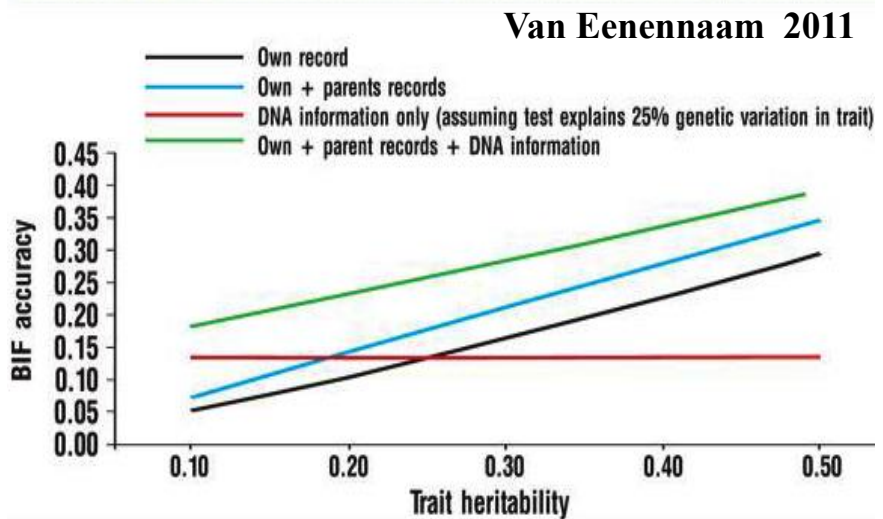 Van Eenennaam 2011
Own record
Own + parents records
DNA information only (assuming test explains 25% genetic variation in trait)
Own + parent records + DNA information
0.45
0.40
0.35
0.30
0.25
0.20
0.15
0.10
0.05
0.00
BIF accuracy
0.10 0.20 0.30 0.40 0.50
Trait heritability